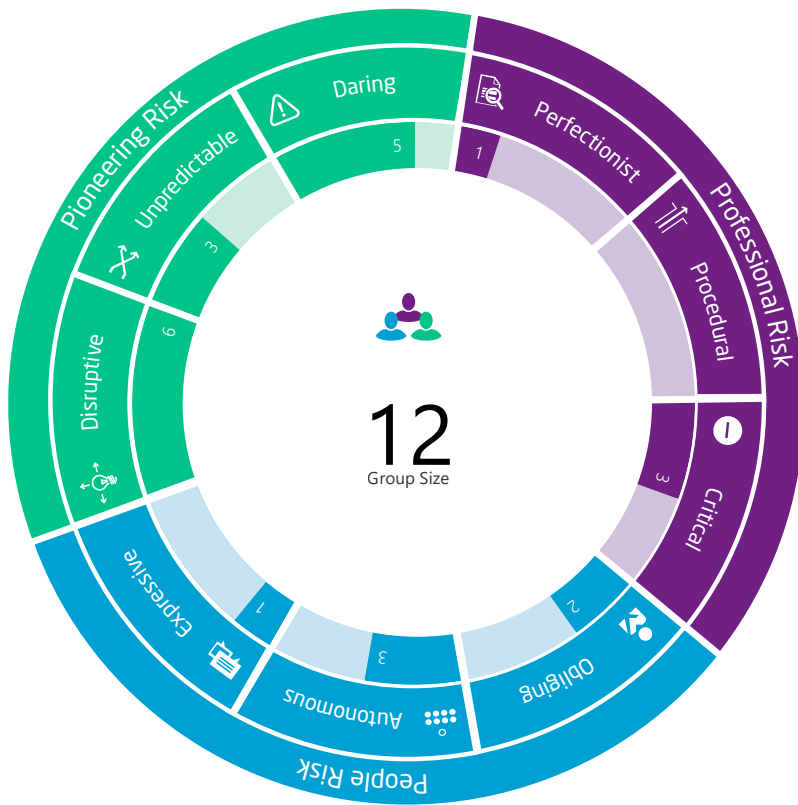 Pioneering Risk
Daring
5
Unpredictable
3
Disruptive
6
Professional Risk
Perfectionist
1
Procedural
Critical
3
People Risk
Obliging
2
Autonomous
3
Expressive
1
12
Group Size